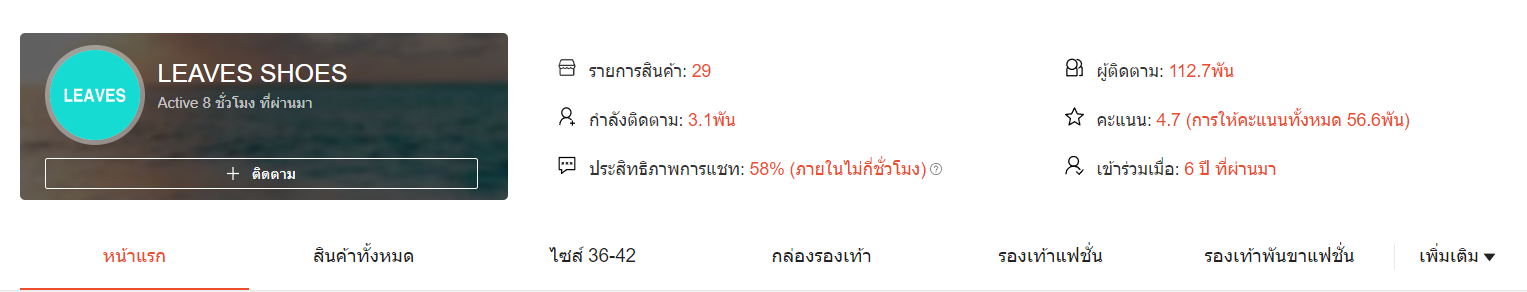 LEAVES
LEAVES SHOES
Active 8 ชั่วโมง ที่ผ่านมา
ติดตาม
รายการสินค้า: 29
ผู้ติดตาม: 112.7พัน
กำลังติดตาม: 3.1พัน
คะแนน: 4.7 (การให้คะแนนทั้งหมด 56.6พัน)
ประสิทธิภาพการแชท: 58% (ภายในไม่กี่ชั่วโมง)
เข้าร่วมเมื่อ: 6 ปี ที่ผ่านมา
หน้าแรก
สินค้าทั้งหมด
ไซส์ 36-42
กล่องรองเท้า
รองเท้าแฟชั่น
รองเท้าพันขาแฟชั่น
เพิ่มเติม